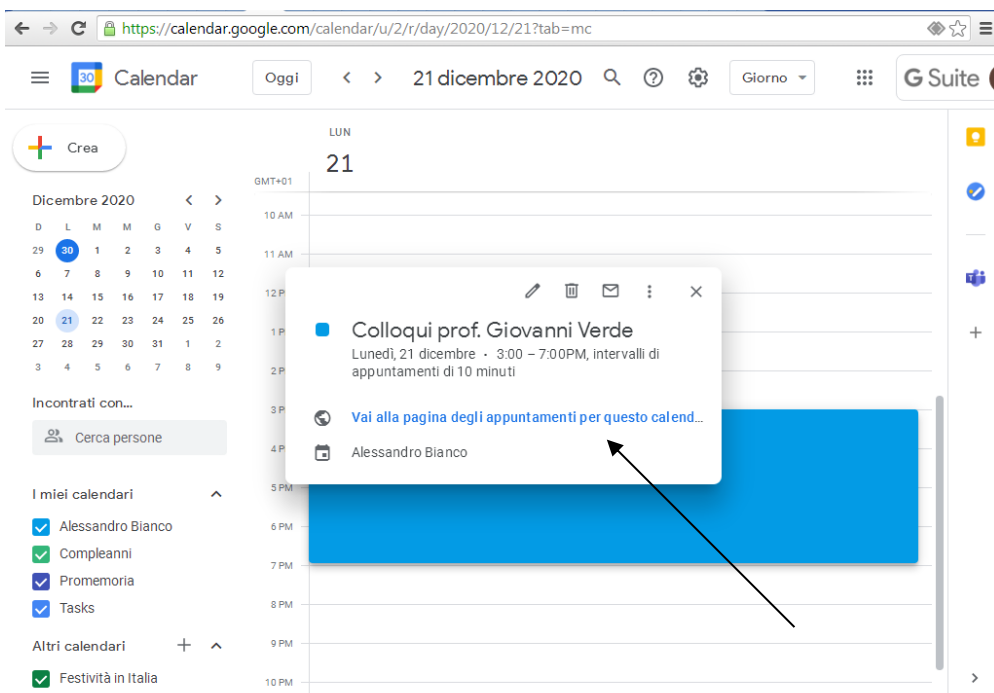 https://calendar.google.com/calendar/u/2/r/day/2020/12/21?tab=mc
30 Calendar Oggi 21 dicembre 2020 Giorno G Suite
Crea
Dicembre 2020
D L M M G V S
29 30 1 2 3 4 5
6 7 8 9 10 11 12
13 14 15 16 17 18 19
20 21 22 23 24 25 26
27 28 29 30 31 1 2
3 4 5 6 7 8 9
Incontrati con...
Cerca persone
I miei calendari
Alessandro Bianco
Compleanni
Promemoria
Tasks
Altri calendari
Festività in Italia
LUN
21
GMT+01
10 AM
11 AM
12 P
1 P
2 P
3 P
4 P
5 PM
6 PM
7 PM
8 PM
9 PM
10 PM
Colloqui prof. Giovanni Verde
Lunedì, 21 dicembre · 3:00 – 7:00PM, intervalli di
appuntamenti di 10 minuti
Vai alla pagina degli appuntamenti per questo calend...
Alessandro Bianco